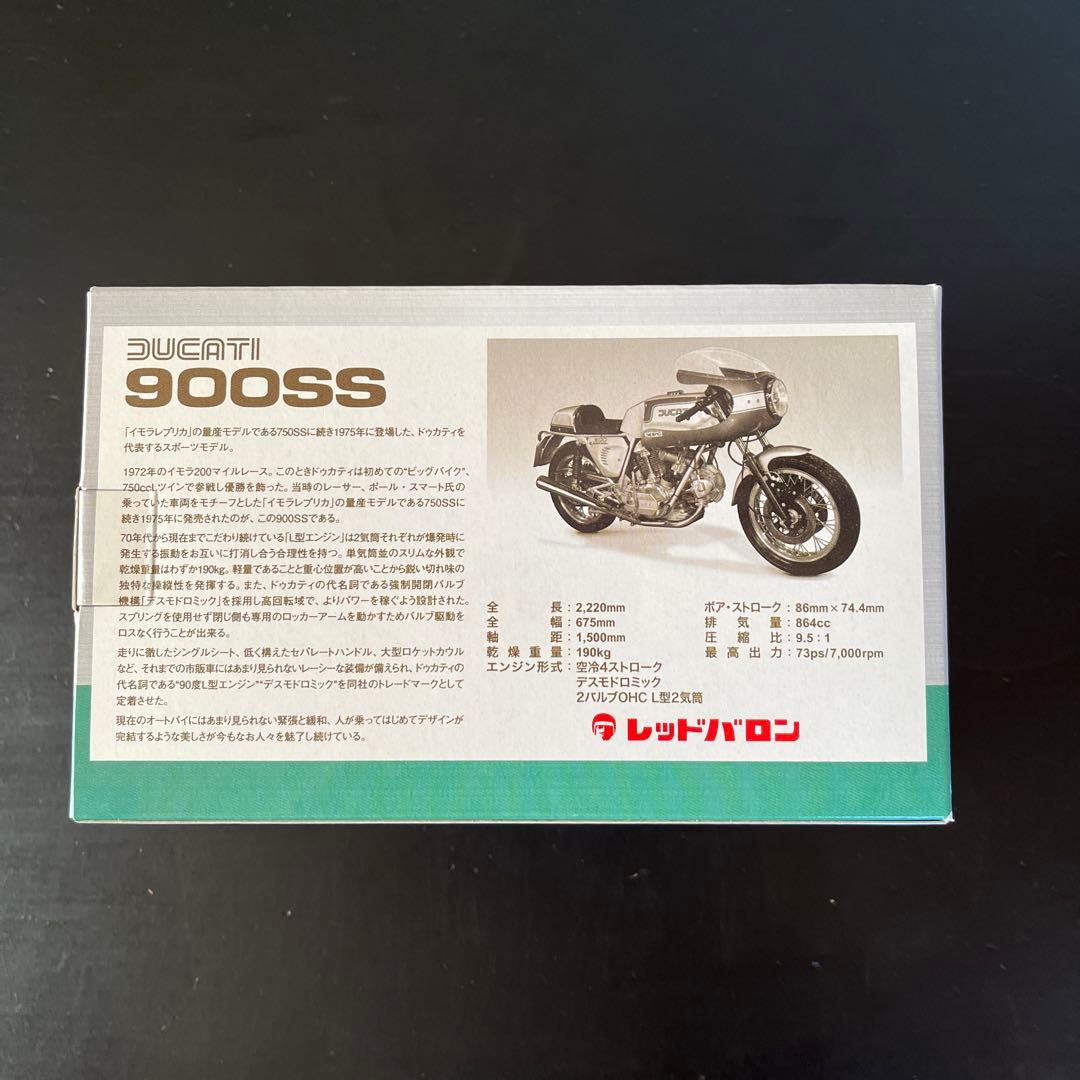 DUCATI
900SS
「イモラレプリカ」の量産モデルである750SSに続き1975年に登場した、ドゥカティを
代表するスポーツモデル。
1972年のイモラ200マイルレース。このときドゥカティは初めての"ビッグバイク"、
750ccLツインで参戦し優勝を飾った。当時のレーサー、ポール・スマート氏の
乗っていた車両をモチーフとした「イモラレプリカ」の量産モデルである750SSに
続き1975年に発売されたのが、この900SSである。
70年代から現在までこだわり続けている「L型エンジン」は2気筒それぞれが爆発時に
発生する振動をお互いに打消し合う合理性を持つ。単気筒並のスリムな外観で
乾燥重量はわずか190kg。軽量であることと重心位置が高いことから鋭い切れ味の
独特な操縦性を発揮する。また、ドゥカティの代名詞である強制開閉バルブ
機構「デスモドロミック」を採用し高回転域で、よりパワーを稼ぐよう設計された。
スプリングを使用せず閉じ側も専用のロッカーアームを動かすためバルブ駆動を
ロスなく行うことが出来る。
走りに徹したシングルシート、低く構えたセパレートハンドル、大型ロケットカウル
など、それまでの市販車にはあまり見られないレーシーな装備が備えられ、ドゥカティの
代名詞である"90度L型エンジン""デスモドロミック"を同社のトレードマークとして
定着させた。
現在のオートバイにはあまり見られない緊張と緩和、人が乗ってはじめてデザインが
完結するような美しさが今もなお人々を魅了し続けている。
DUCATI
全長:2,220mm
全幅:675mm
軸距:1,500mm
乾燥重量:190kg
エンジン形式:空冷4ストローク
デスモドロミック
2バルブOHC L型2気筒
ボア・ストローク:86mm×74.4mm
排気量:864cc
圧縮比:9.5:1
最高出力:73ps/7,000rpm
レッドバロン